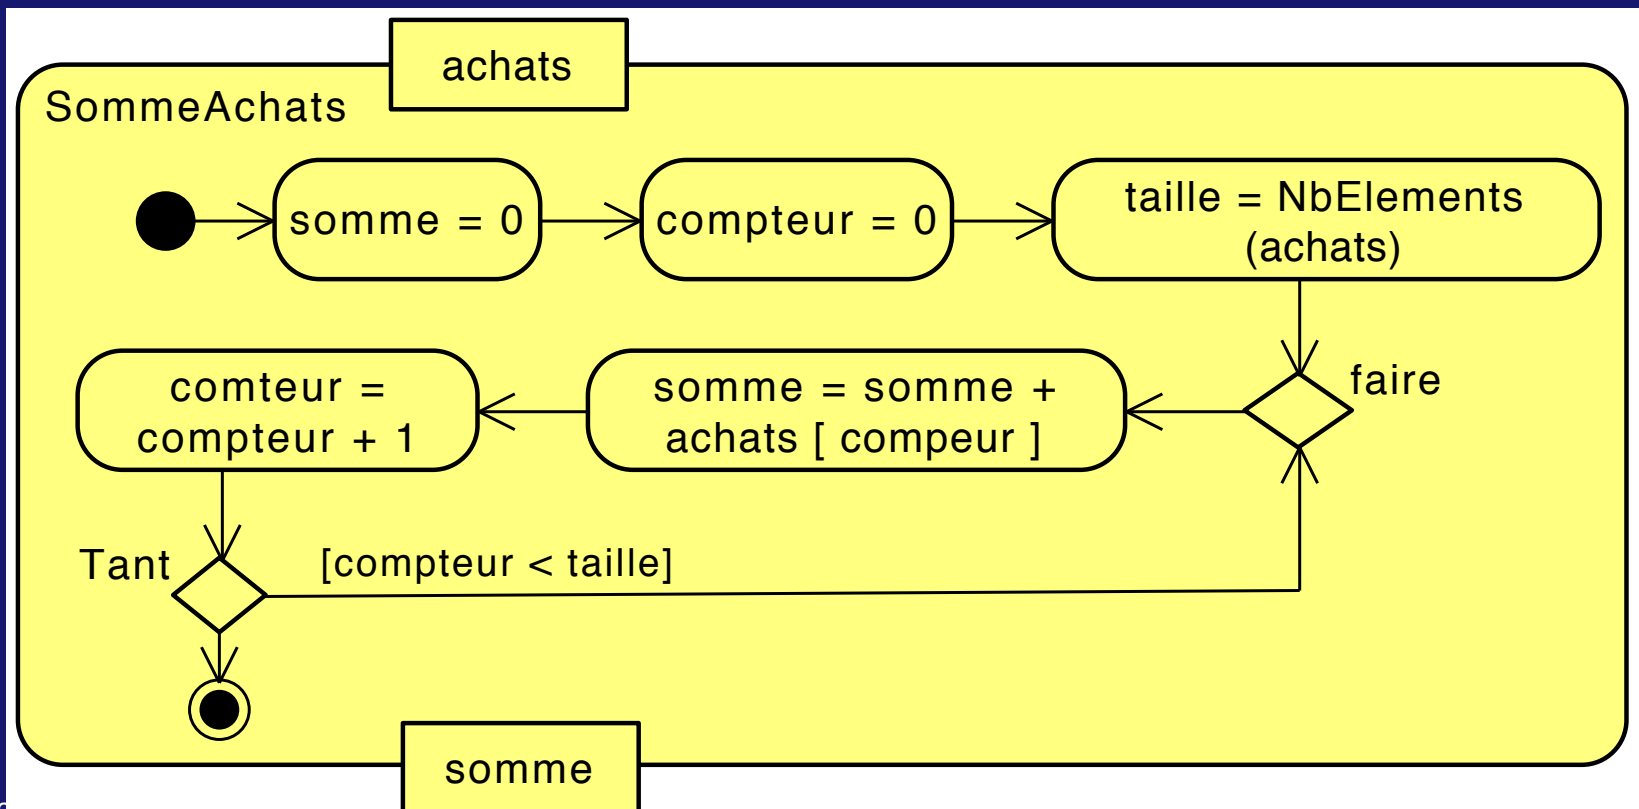 achats
SommeAchats
somme = 0
compteur = 0
taille = NbElements
(achats)
faire
somme = somme +
achats [ compeur ]
comteur =
compteur + 1
Tant
[compteur < taille]
somme